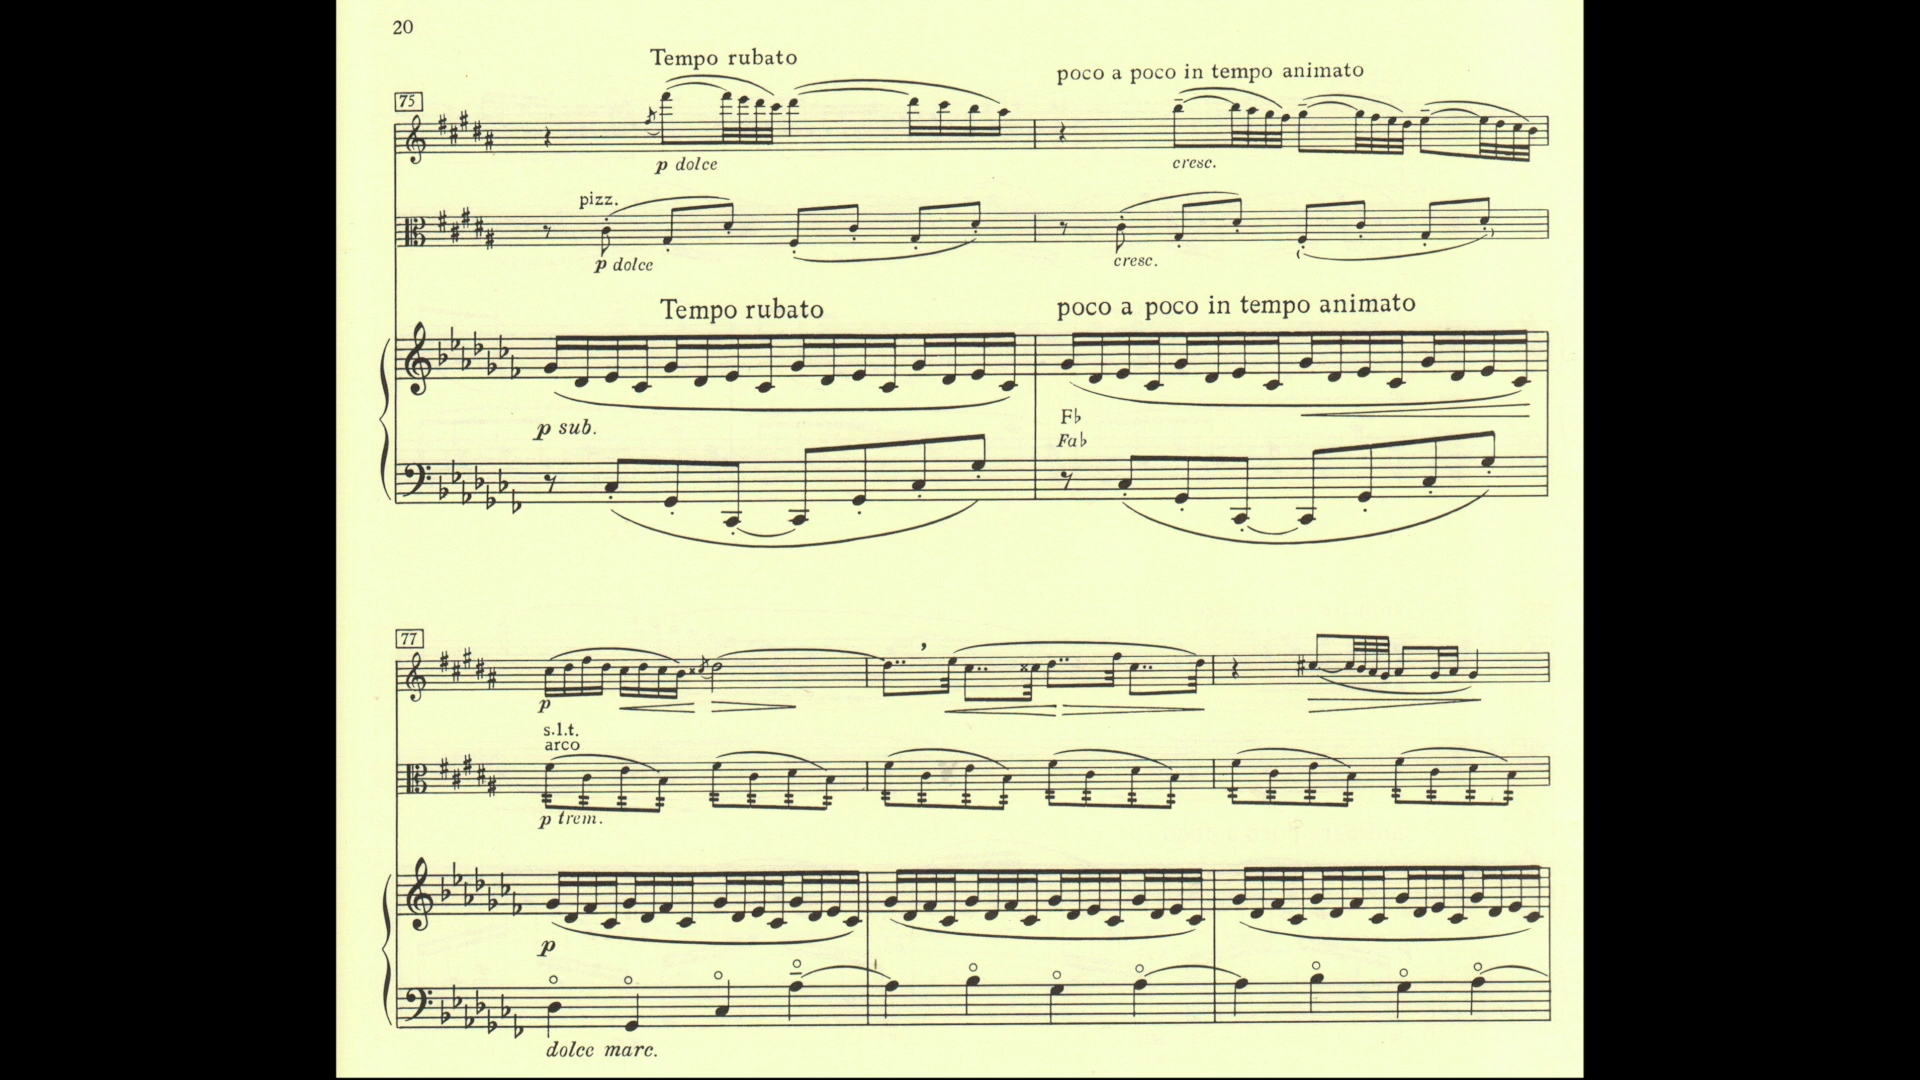 20
Tempo rubato
poco a poco in tempo animato
75
p dolce
cresc.
pizz.
p dolce
cresc.
Tempo rubato
poco a poco in tempo animato
p sub.
F♭
Fa♭
77
p
s.l.t.
arco
p trem.
p
dolce marc.